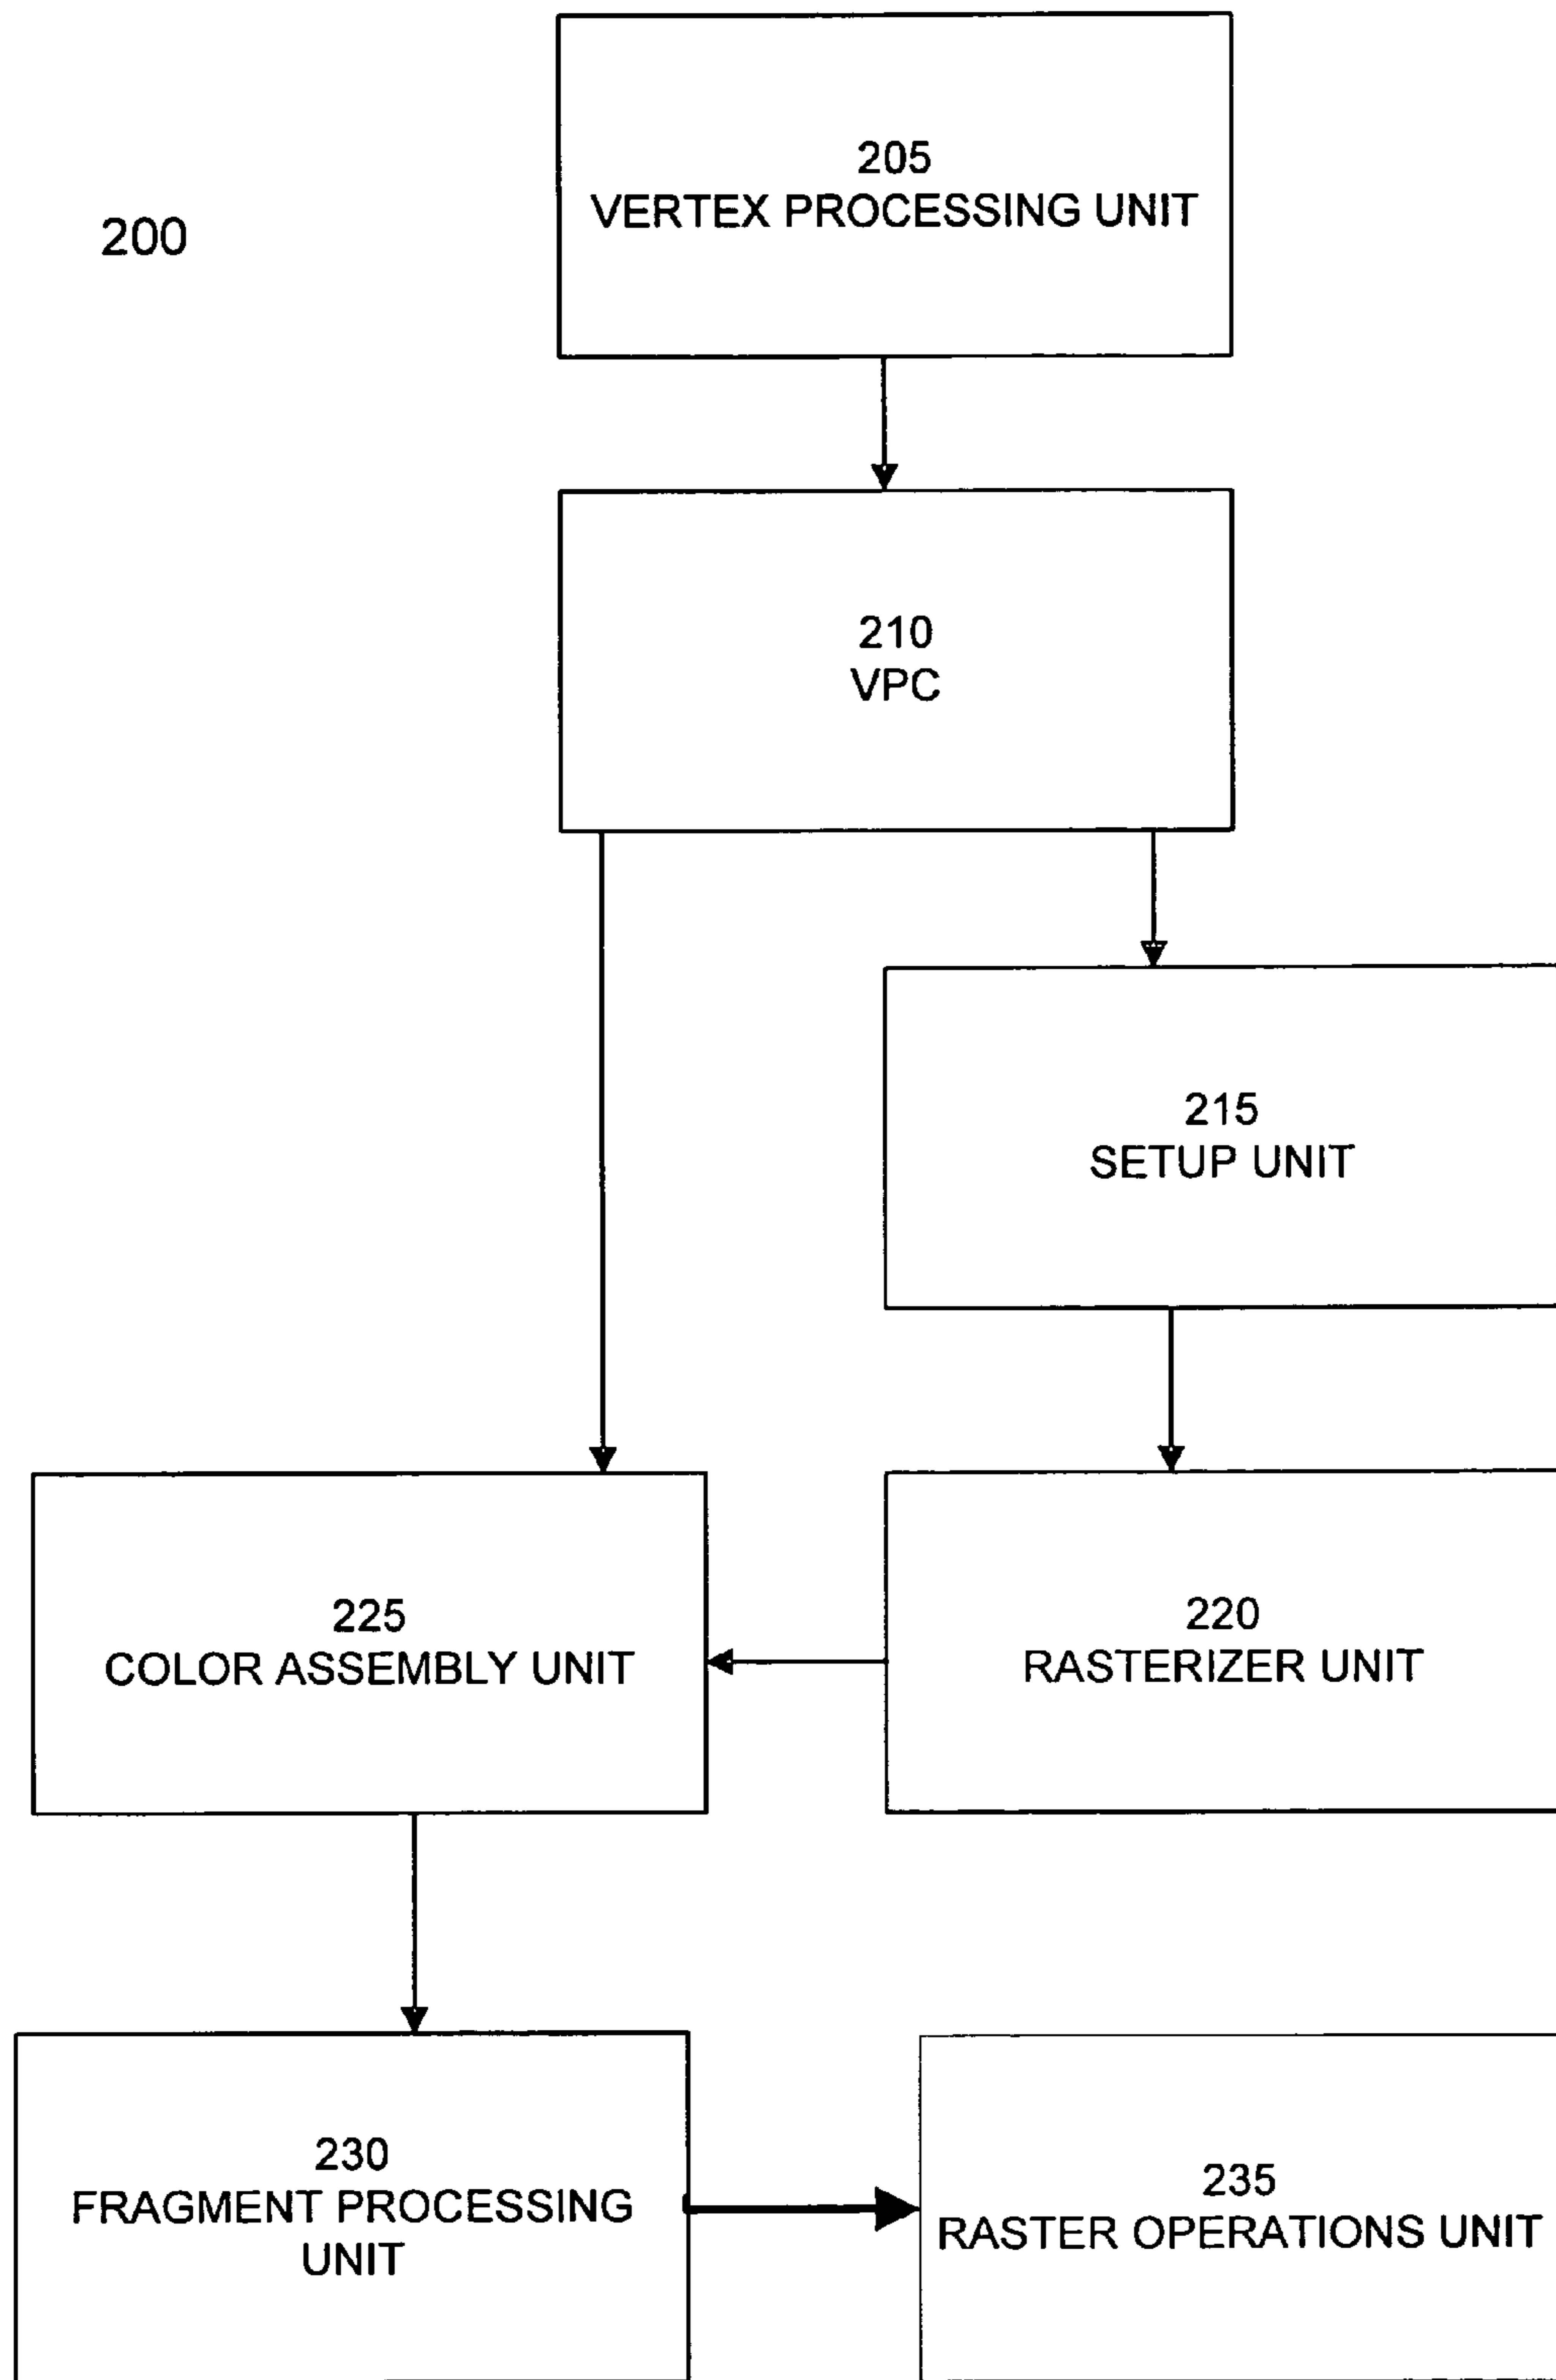 205
VERTEX PROCESSING UNIT
200
210
VPC
215
SETUP UNIT
225
COLOR ASSEMBLY UNIT
220
RASTERIZER UNIT
230
FRAGMENT PROCESSING
UNIT
235
RASTER OPERATIONS UNIT